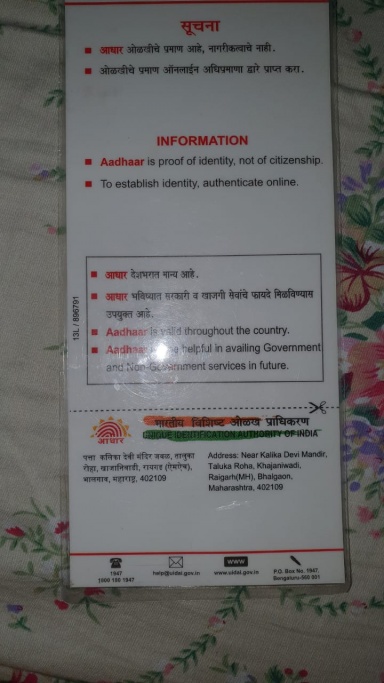 सूचना
आधार ओळखीचे प्रमाण आहे, नागरीकत्वाचे नाही.
ओळखीचे प्रमाण ऑनलाईन अधिप्रमाणा द्वारे प्राप्त करा.
INFORMATION
Aadhaar is proof of identity, not of citizenship.
To establish identity, authenticate online.
आधार देशभरात मान्य आहे.
आधार भविष्यात सरकारी व खाजगी सेवांचे फायदे मिळविण्यास
उपयुक्त आहे.
Aadhaar is valid throughout the country.
Aadhaar will be helpful in availing Government
and Non-Government services in future.
13L / 896791
भारतीय विशिष्ट ओळख प्राधिकरण
UNIQUE IDENTIFICATION AUTHORITY OF INDIA
आधार
पत्ता कलिका देवी मंदिर जवळ, तालुका
रोहा, खाजानिवाडी, रायगड (ऐमऐच),
भालगाव, महाराष्ट्र, 402109
Address: Near Kalika Devi Mandir,
Taluka Roha, Khajaniwadi,
Raigarh(MH), Bhalgaon,
Maharashtra, 402109
1947
1800 180 1947
help@uidai.gov.in
www
www.uidai.gov.in
P.O. Box No. 1947,
Bengaluru-560 001